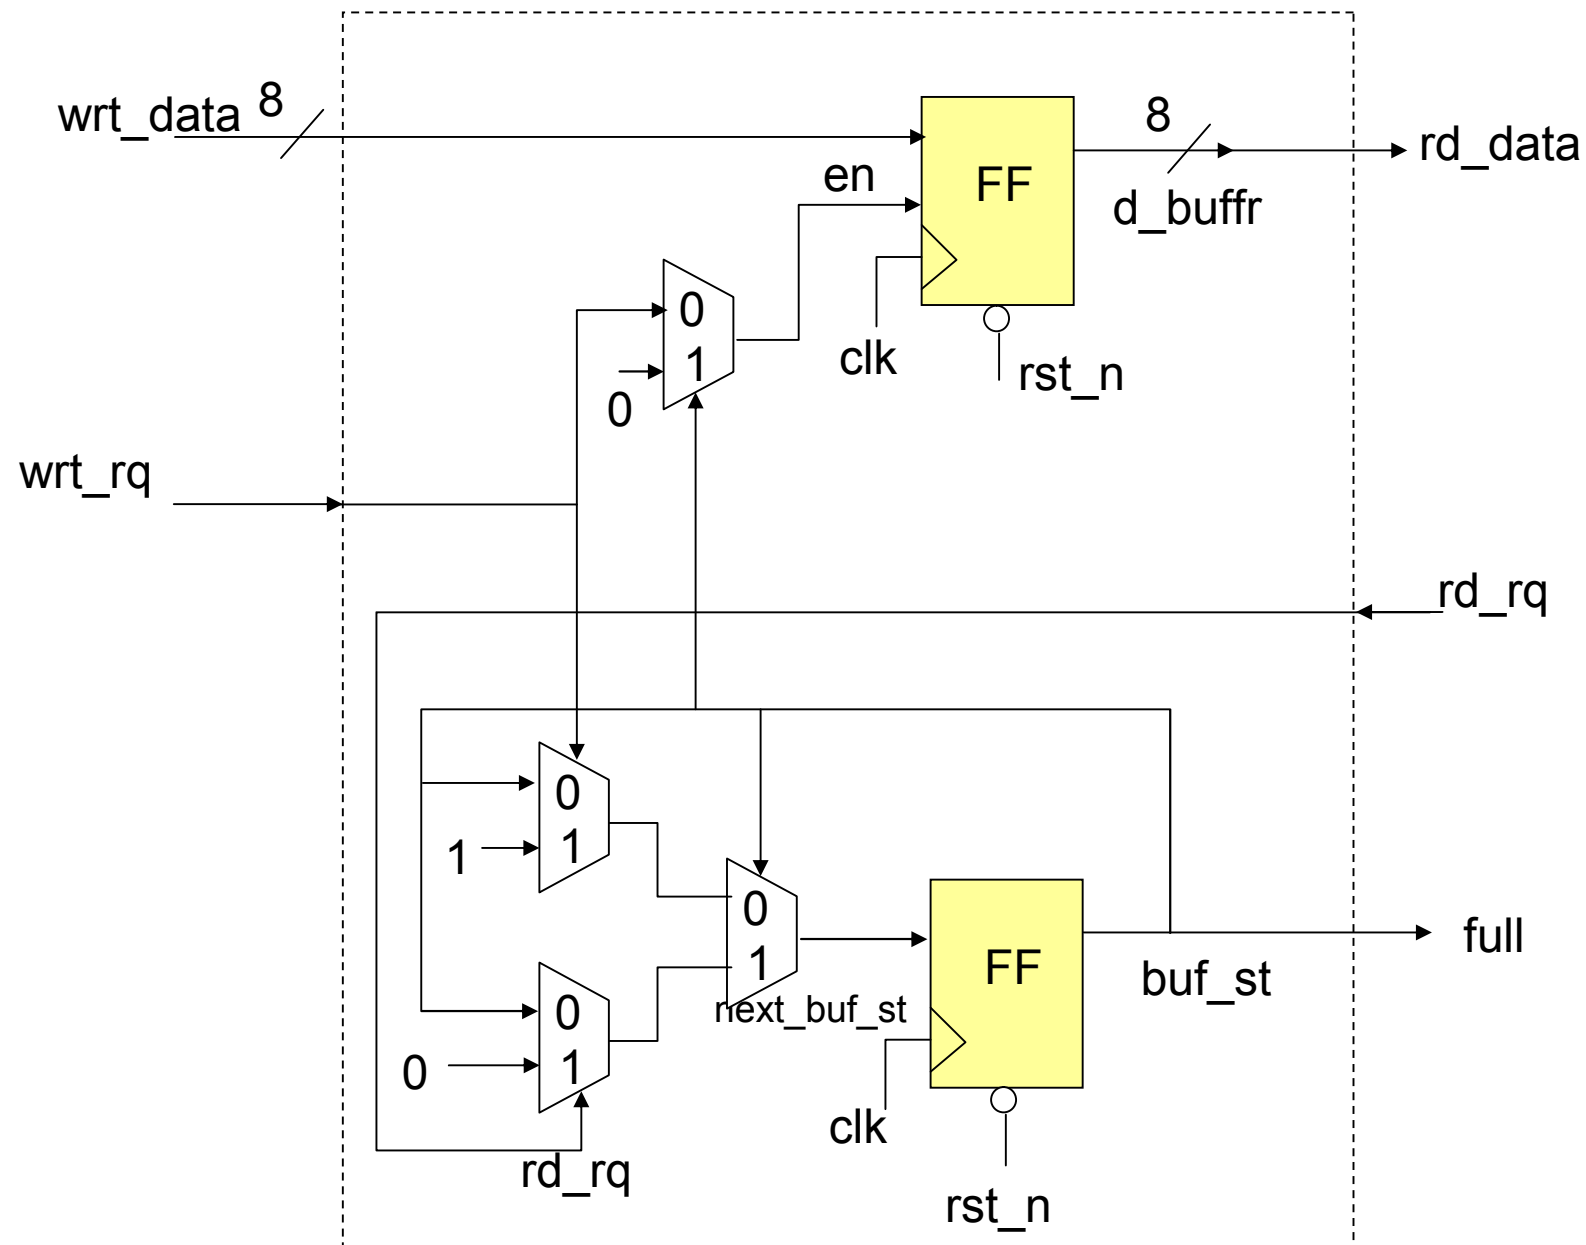 wrt_data
8
FF
8
rd_data
en
d_buffr
0
1
0
clk
rst_n
wrt_rq
rd_rq
0
1
1
0
1
next_buf_st
FF
buf_st
full
0
1
0
rd_rq
clk
rst_n